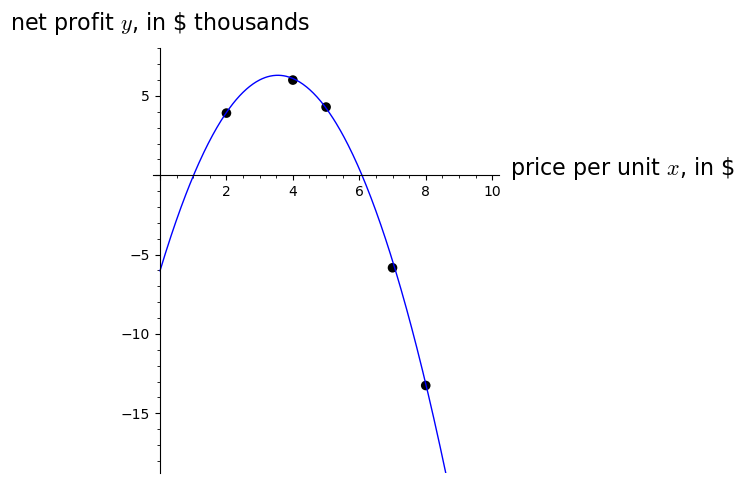 net profit y, in $ thousands
5
price per unit x, in $
2 4 6 8 10
−5
−10
−15